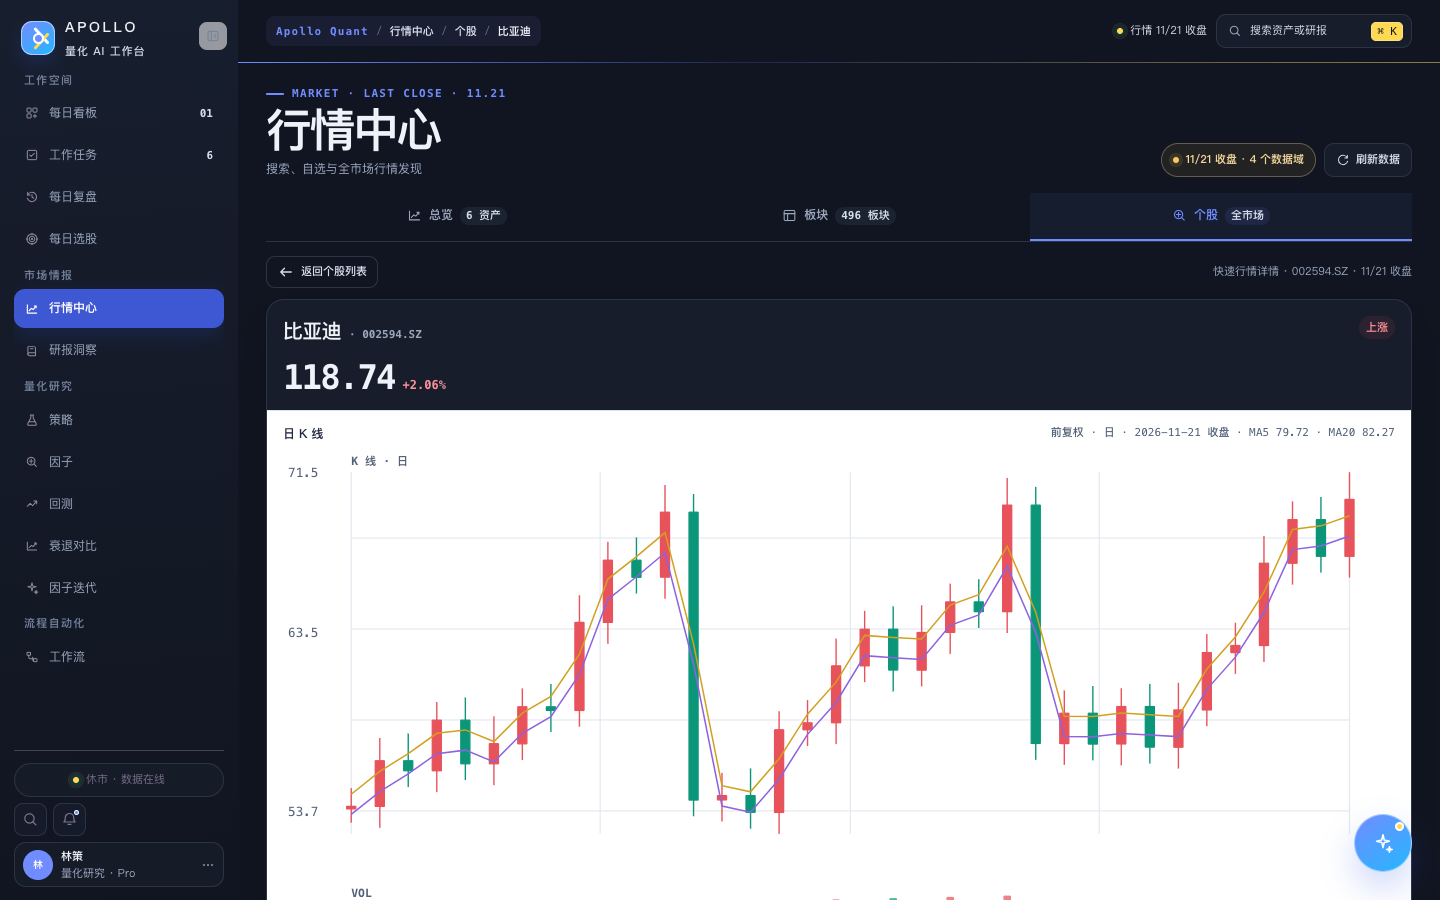 APOLLO
量化 AI 工作台
工作空间
每日看板 01
工作任务 6
每日复盘
每日选股
市场情报
行情中心
研报洞察
量化研究
策略
因子
回测
衰退对比
因子迭代
流程自动化
工作流
休市 · 数据在线
林
林策
量化研究 · Pro
Apollo Quant / 行情中心 / 个股 / 比亚迪
行情 11/21 收盘
搜索资产或研报
⌘ K
MARKET · LAST CLOSE · 11.21
行情中心
搜索、自选与全市场行情发现
11/21 收盘 · 4 个数据域
刷新数据
总览 6 资产
板块 496 板块
个股 全市场
返回个股列表
快速行情详情 · 002594.SZ · 11/21 收盘
比亚迪 · 002594.SZ
上涨
118.74 +2.06%
日 K 线
前复权 · 日 · 2026-11-21 收盘 · MA5 79.72 · MA20 82.27
K 线 · 日
71.5
63.5
53.7
VOL